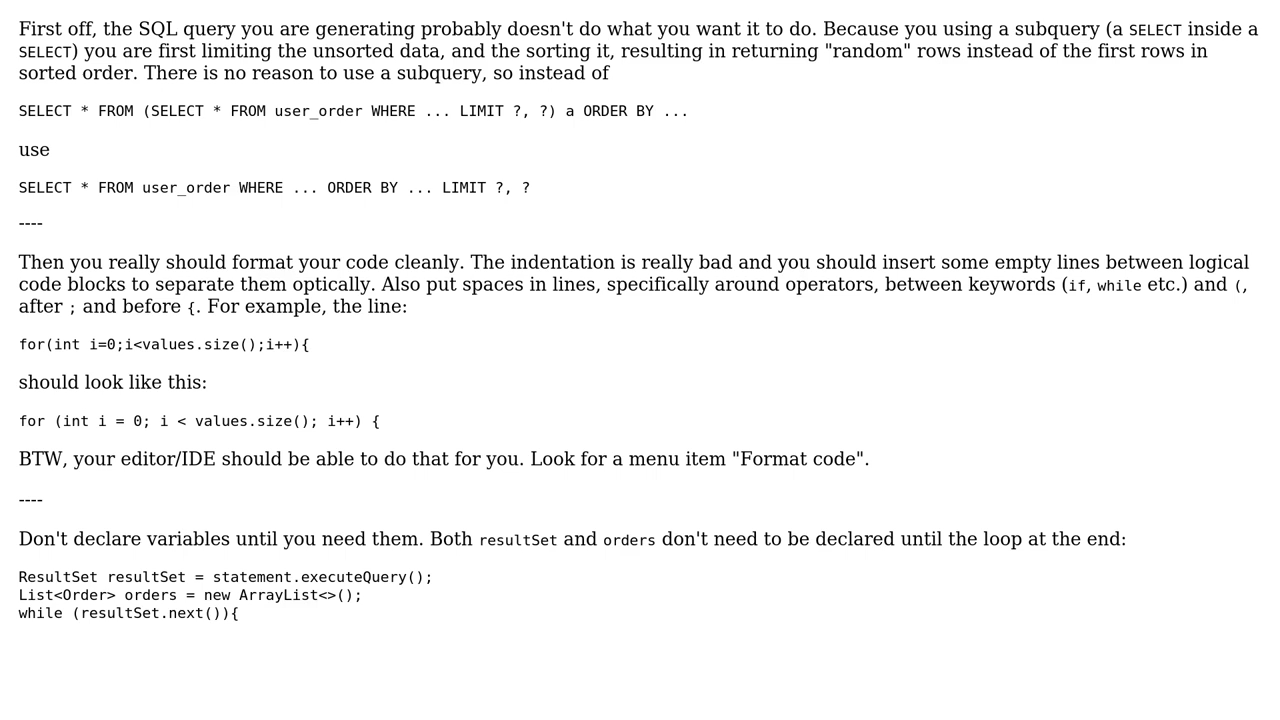 First off, the SQL query you are generating probably doesn't do what you want it to do. Because you using a subquery (a SELECT inside a
SELECT) you are first limiting the unsorted data, and the sorting it, resulting in returning "random" rows instead of the first rows in
sorted order. There is no reason to use a subquery, so instead of
SELECT * FROM (SELECT * FROM user_order WHERE ... LIMIT ?, ?) a ORDER BY ...
use
SELECT * FROM user_order WHERE ... ORDER BY ... LIMIT ?, ?
----
Then you really should format your code cleanly. The indentation is really bad and you should insert some empty lines between logical
code blocks to separate them optically. Also put spaces in lines, specifically around operators, between keywords (if, while etc.) and (,
after ; and before {. For example, the line:
for(int i=0;i<values.size();i++){
should look like this:
for (int i = 0; i < values.size(); i++) {
BTW, your editor/IDE should be able to do that for you. Look for a menu item "Format code".
----
Don't declare variables until you need them. Both resultSet and orders don't need to be declared until the loop at the end:
ResultSet resultSet = statement.executeQuery();
List<Order> orders = new ArrayList<>();
while (resultSet.next()){